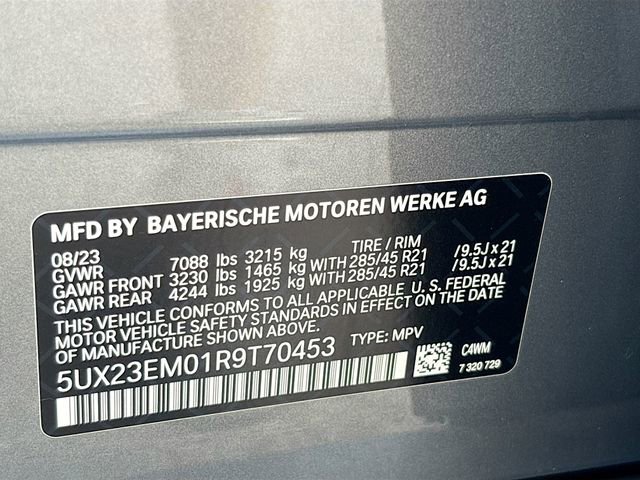 MFD BY BAYERISCHE MOTOREN WERKE AG
08/23 TIRE / RIM
GVWR 7088 lbs 3215 kg
GAWR FRONT 3230 lbs 1465 kg WITH 285/45 R21 /9.5J x 21
GAWR REAR 4244 lbs 1925 kg WITH 285/45 R21 /9.5J x 21
THIS VEHICLE CONFORMS TO ALL APPLICABLE U. S. FEDERAL
MOTOR VEHICLE SAFETY STANDARDS IN EFFECT ON THE DATE
OF MANUFACTURE SHOWN ABOVE.
5UX23EM01R9T70453 TYPE: MPV
C4WM
7 320 729